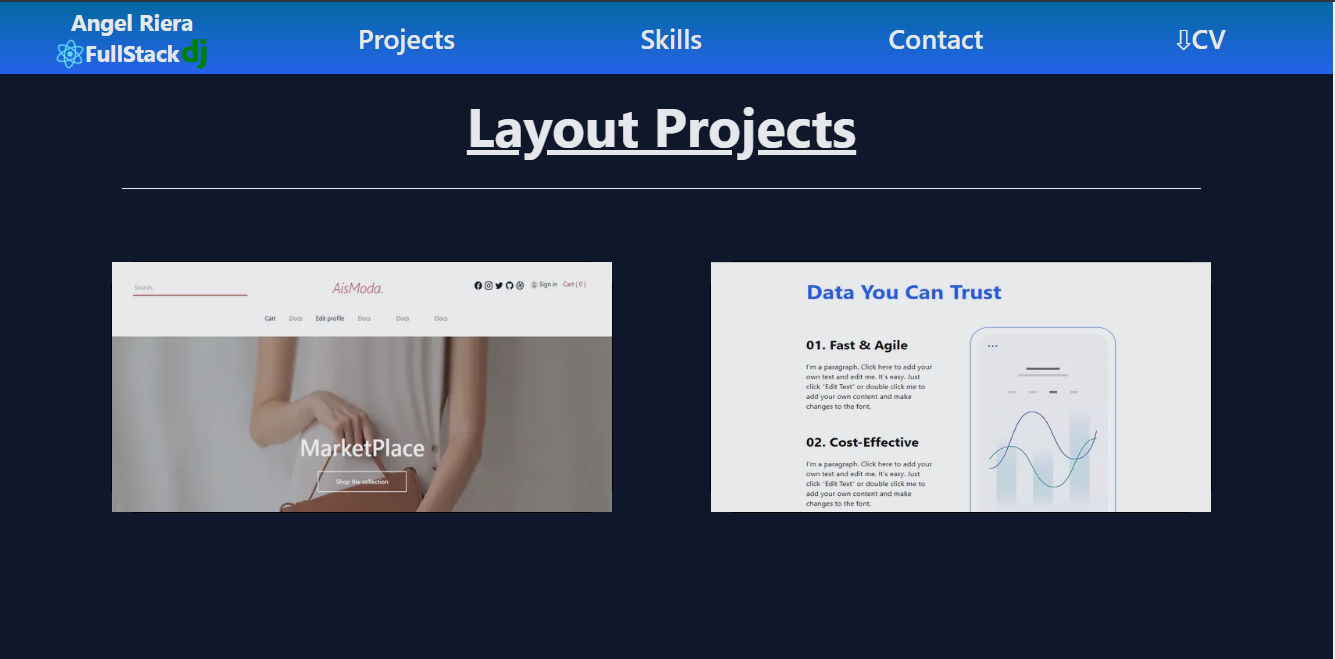 Angel Riera
FullStack dj
Projects
Skills
Contact
⇩CV
Layout Projects
Search..
AisModa.
Sign in
Cart ( 0 )
Cart Docs Edit profile Docs Docs Docs
MarketPlace
Shop the collection
Data You Can Trust
01. Fast & Agile
I'm a paragraph. Click here to add your
own text and edit me. It's easy. Just
click "Edit Text" or double click me to
add your own content and make
changes to the font.
02. Cost-Effective
I'm a paragraph. Click here to add your
own text and edit me. It's easy. Just
click "Edit Text" or double click me to
add your own content and make
changes to the font.